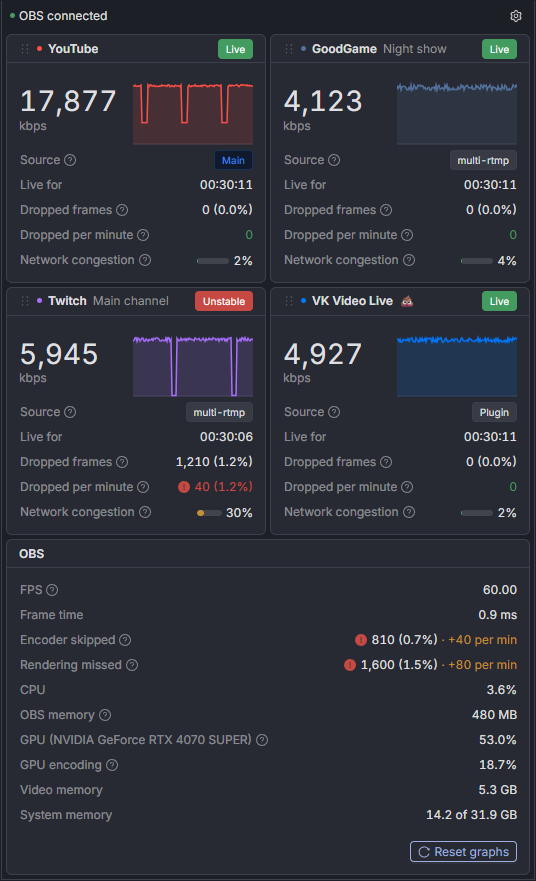 OBS connected
YouTube Live
17,877
kbps
Source Main
Live for 00:30:11
Dropped frames 0 (0.0%)
Dropped per minute 0
Network congestion 2%
GoodGame Night show Live
4,123
kbps
Source multi-rtmp
Live for 00:30:11
Dropped frames 0 (0.0%)
Dropped per minute 0
Network congestion 4%
Twitch Main channel Unstable
5,945
kbps
Source multi-rtmp
Live for 00:30:06
Dropped frames 1,210 (1.2%)
Dropped per minute 40 (1.2%)
Network congestion 30%
VK Video Live 💩 Live
4,927
kbps
Source Plugin
Live for 00:30:11
Dropped frames 0 (0.0%)
Dropped per minute 0
Network congestion 2%
OBS
FPS 60.00
Frame time 0.9 ms
Encoder skipped 810 (0.7%) · +40 per min
Rendering missed 1,600 (1.5%) · +80 per min
CPU 3.6%
OBS memory 480 MB
GPU (NVIDIA GeForce RTX 4070 SUPER) 53.0%
GPU encoding 18.7%
Video memory 5.3 GB
System memory 14.2 of 31.9 GB
Reset graphs